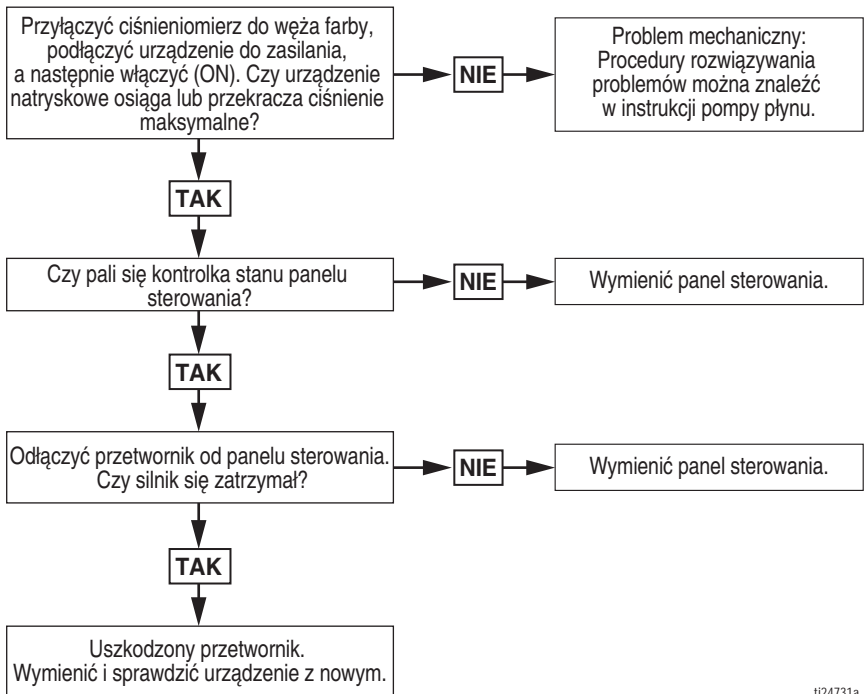 Przyłączyć ciśnieniomierz do węża farby,
podłączyć urządzenie do zasilania,
a następnie włączyć (ON). Czy urządzenie
natryskowe osiąga lub przekracza ciśnienie
maksymalne?
NIE
Problem mechaniczny:
Procedury rozwiązywania
problemów można znaleźć
w instrukcji pompy płynu.
TAK
Czy pali się kontrolka stanu panelu
sterowania?
NIE
Wymienić panel sterowania.
TAK
Odłączyć przetwornik od panelu sterowania.
Czy silnik się zatrzymał?
NIE
Wymienić panel sterowania.
TAK
Uszkodzony przetwornik.
Wymienić i sprawdzić urządzenie z nowym.
ti24731a